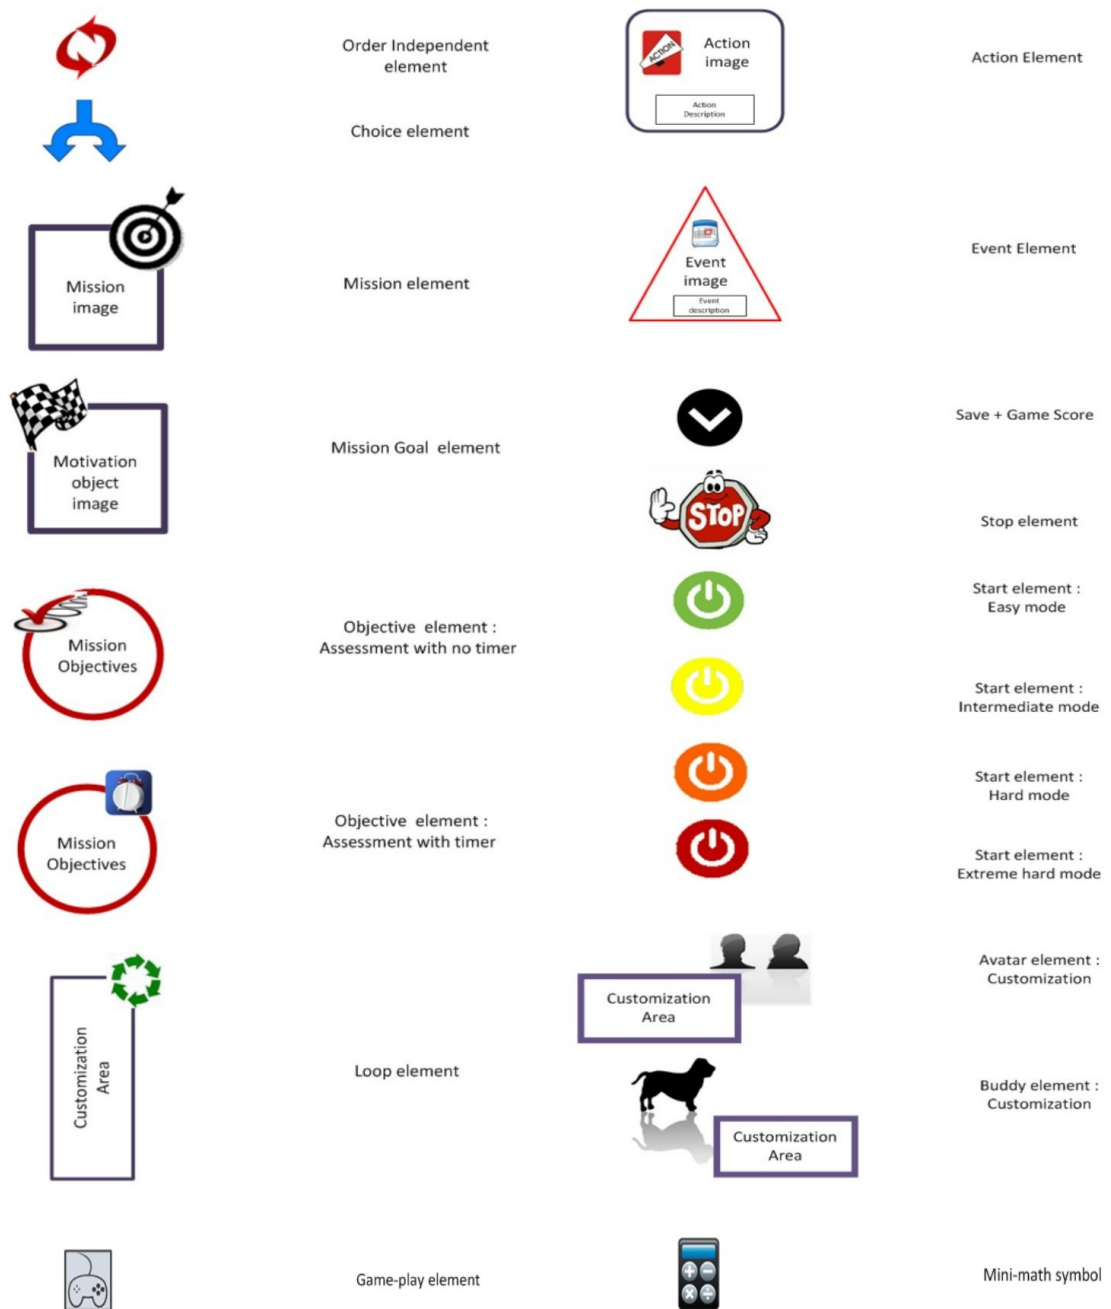 Order Independent
element
ACTION
Action
image
Action
Description
Action Element
Choice element
Mission
image
Mission element
Event
image
Event
description
Event Element
Motivation
object
image
Mission Goal element
Save + Game Score
STOP
Stop element
Mission
Objectives
Objective element :
Assessment with no timer
Start element :
Easy mode
Start element :
Intermediate mode
Mission
Objectives
Objective element :
Assessment with timer
Start element :
Hard mode
Start element :
Extreme hard mode
Customization
Area
Loop element
Customization
Area
Avatar element :
Customization
Customization
Area
Buddy element :
Customization
Game-play element
Mini-math symbol